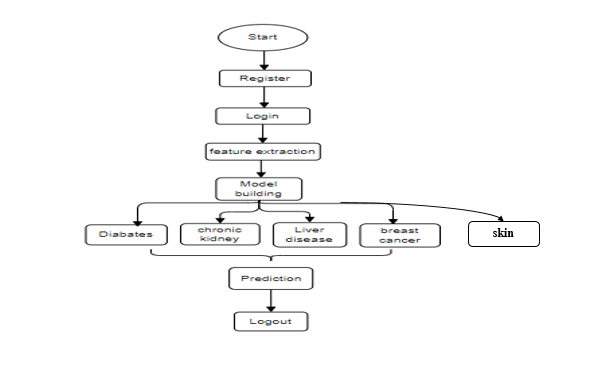 Start
Register
Login
feature extraction
Model
building
Diabates
chronic
kidney
Liver
disease
breast
cancer
skin
Prediction
Logout